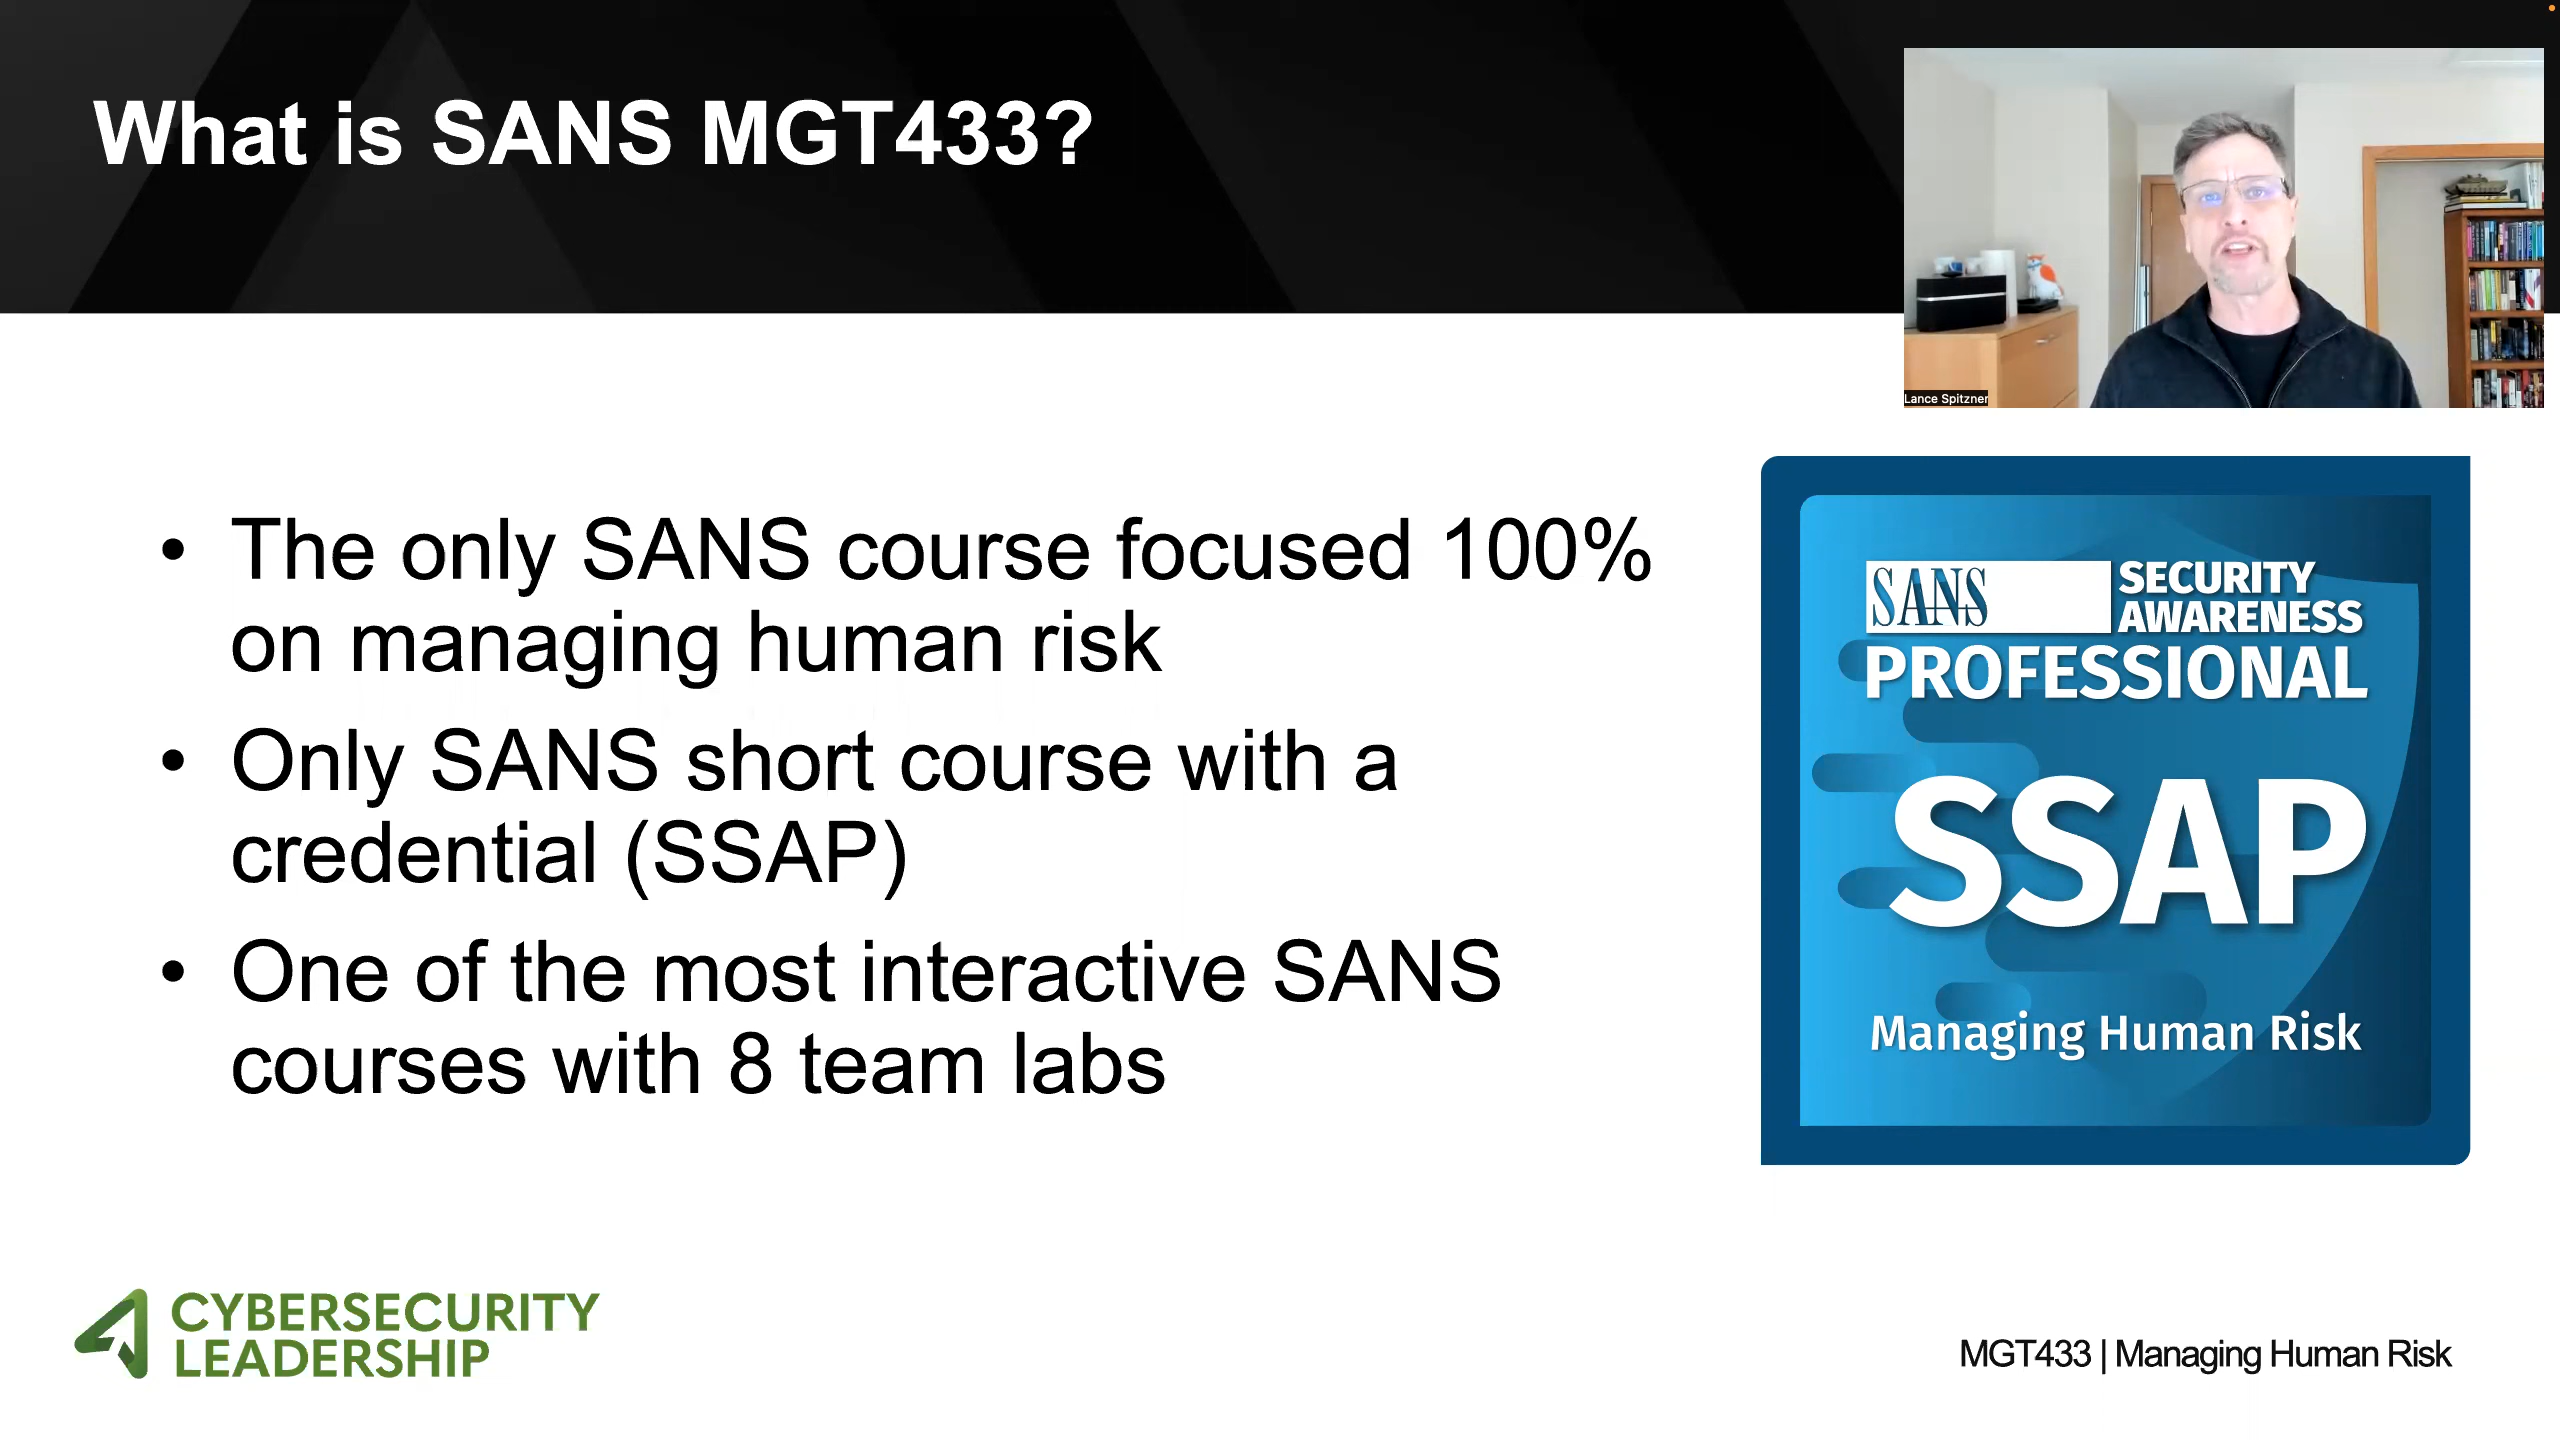 What is SANS MGT433?
Lance Spitzner
• The only SANS course focused 100%
on managing human risk
• Only SANS short course with a
credential (SSAP)
• One of the most interactive SANS
courses with 8 team labs
SANS SECURITY
AWARENESS
PROFESSIONAL
SSAP
Managing Human Risk
CYBERSECURITY
LEADERSHIP
MGT433 | Managing Human Risk